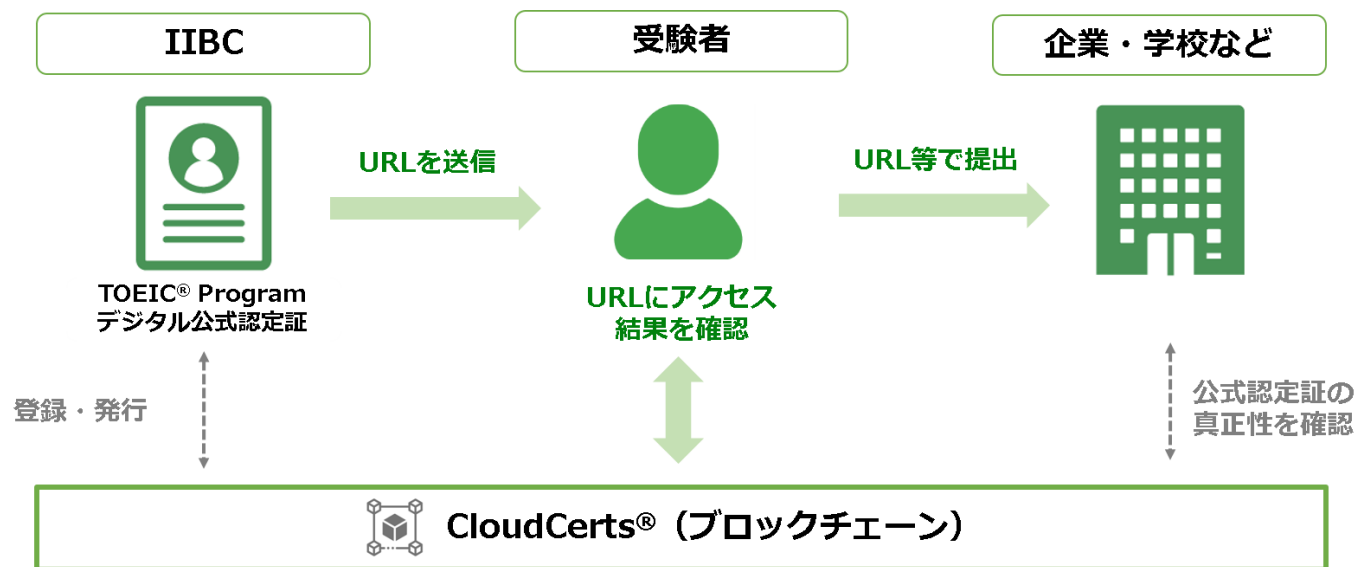 IIBC
受験者
企業・学校など
URLを送信
URL等で提出
TOEIC® Program
デジタル公式認定証
URLにアクセス
結果を確認
登録・発行
公式認定証の
真正性を確認
CloudCerts®（ブロックチェーン）